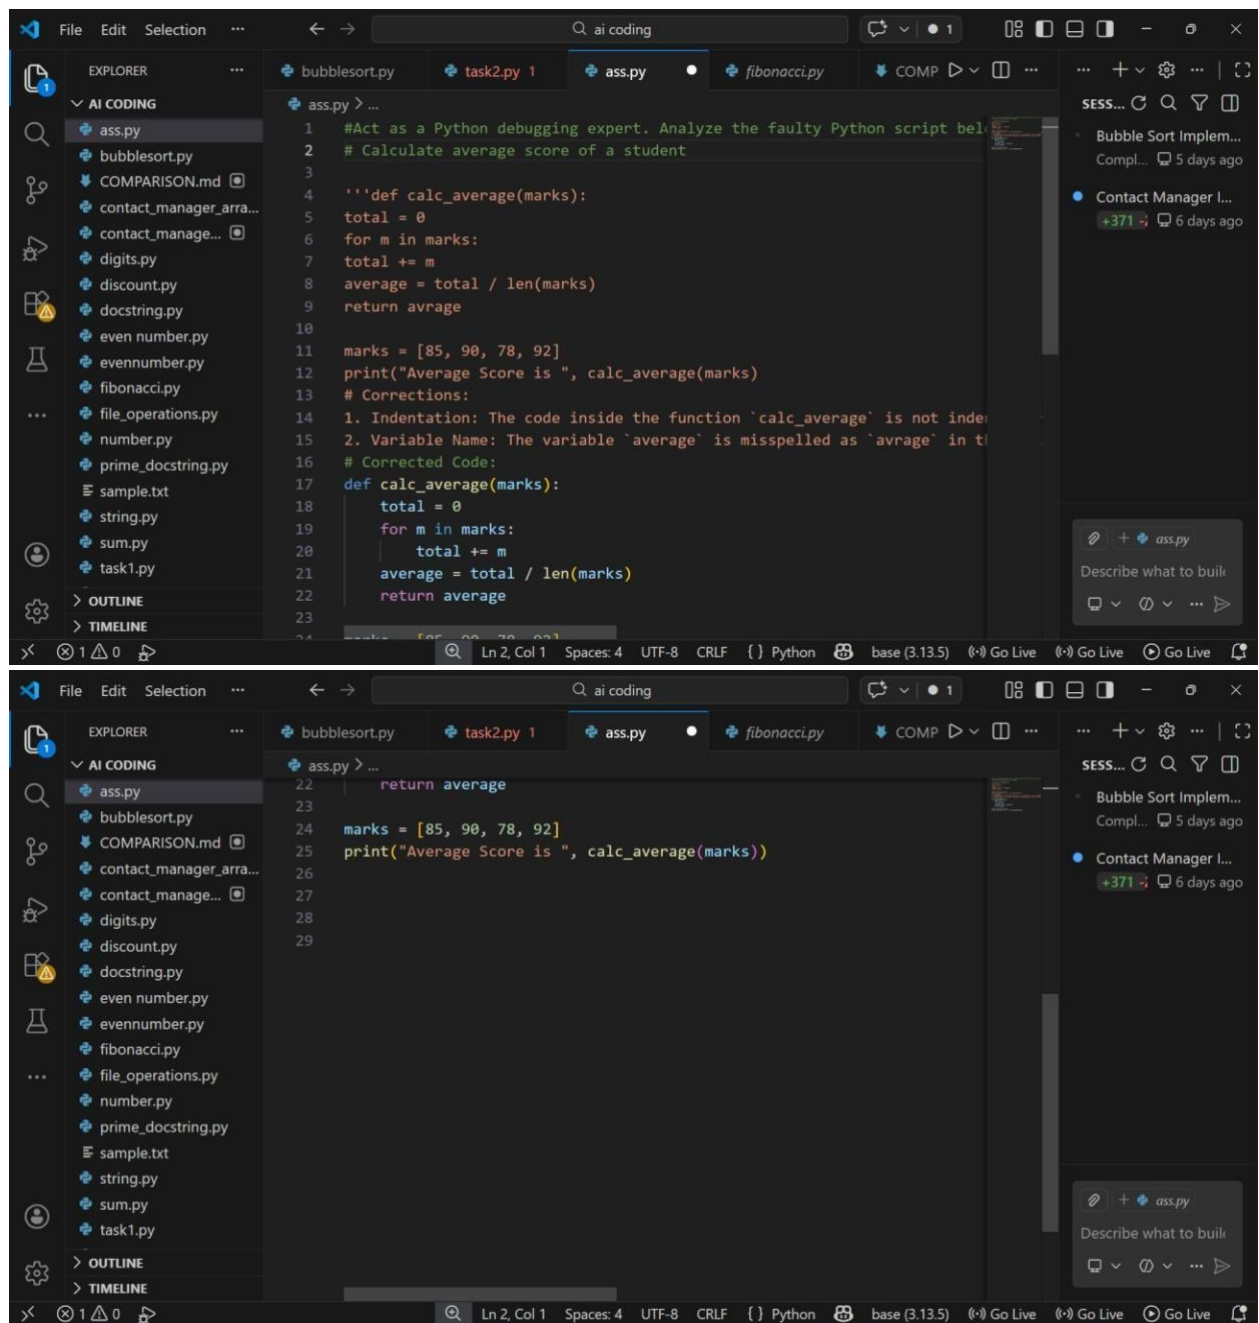 File Edit Selection ···
ai coding
1
EXPLORER ···
bubblesort.py
task2.py 1
ass.py
fibonacci.py
COMP
AI CODING
ass.py > ...
SESS...
ass.py
bubblesort.py
COMPARISON.md
contact_manager_arra...
contact_manage...
digits.py
discount.py
docstring.py
even number.py
evennumber.py
fibonacci.py
file_operations.py
number.py
prime_docstring.py
sample.txt
string.py
sum.py
task1.py
OUTLINE
TIMELINE
1 #Act as a Python debugging expert. Analyze the faulty Python script bel
2 # Calculate average score of a student
3
4 '''def calc_average(marks):
5 total = 0
6 for m in marks:
7 total += m
8 average = total / len(marks)
9 return avrage
10
11 marks = [85, 90, 78, 92]
12 print("Average Score is ", calc_average(marks)
13 # Corrections:
14 1. Indentation: The code inside the function `calc_average` is not inde
15 2. Variable Name: The variable `average` is misspelled as `avrage` in t
16 # Corrected Code:
17 def calc_average(marks):
18 total = 0
19 for m in marks:
20 total += m
21 average = total / len(marks)
22 return average
23
Bubble Sort Implem...
Compl... 5 days ago
Contact Manager I...
+371 - 6 days ago
ass.py
Describe what to buil
1 0
Ln 2, Col 1 Spaces: 4 UTF-8 CRLF { } Python base (3.13.5) Go Live Go Live Go Live
File Edit Selection ···
ai coding
1
EXPLORER ···
bubblesort.py
task2.py 1
ass.py
fibonacci.py
COMP
AI CODING
ass.py > ...
SESS...
ass.py
bubblesort.py
COMPARISON.md
contact_manager_arra...
contact_manage...
digits.py
discount.py
docstring.py
even number.py
evennumber.py
fibonacci.py
file_operations.py
number.py
prime_docstring.py
sample.txt
string.py
sum.py
task1.py
OUTLINE
TIMELINE
22 return average
23
24 marks = [85, 90, 78, 92]
25 print("Average Score is ", calc_average(marks))
26
27
28
29
Bubble Sort Implem...
Compl... 5 days ago
Contact Manager I...
+371 - 6 days ago
ass.py
Describe what to buil
1 0
Ln 2, Col 1 Spaces: 4 UTF-8 CRLF { } Python base (3.13.5) Go Live Go Live Go Live